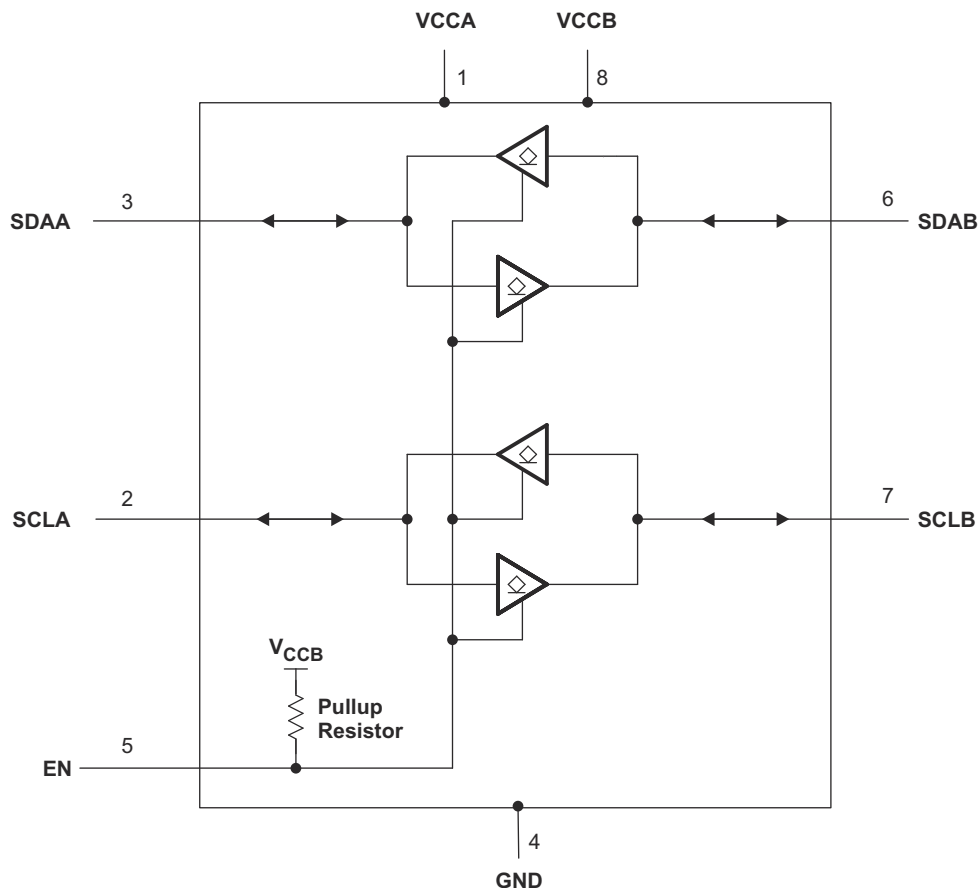 VCCA
VCCB
1
8
SDAA
3
6
SDAB
SCLA
2
7
SCLB
VCCB
Pullup
Resistor
5
EN
4
GND